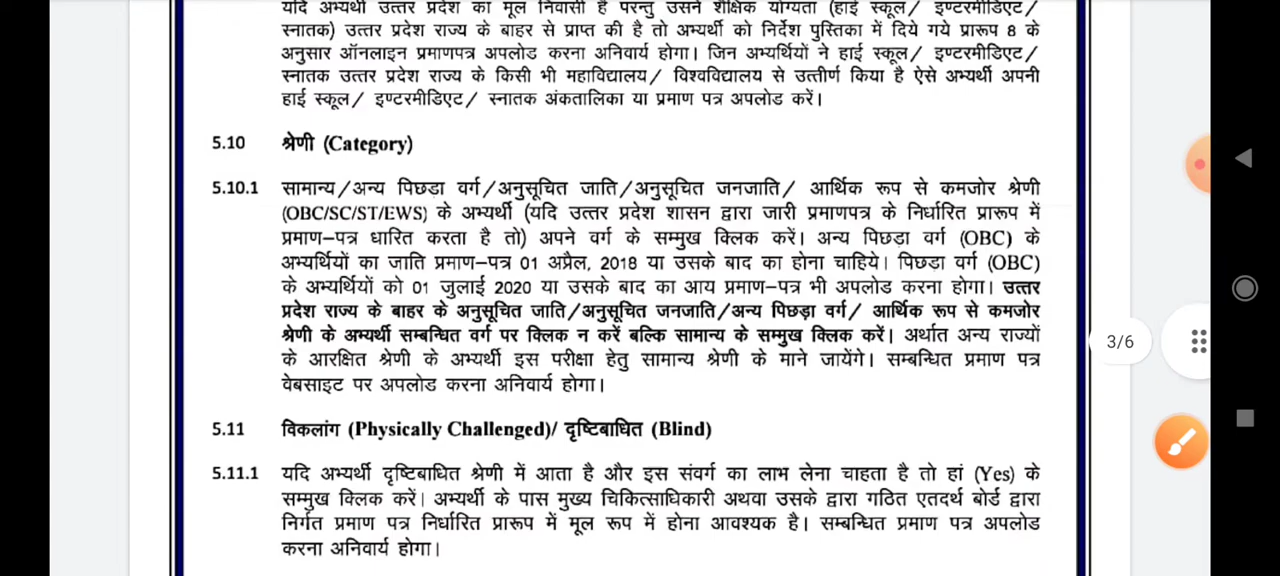 यदि अभ्यर्थी उत्तर प्रदेश का मूल निवासी है परन्तु उसने शैक्षिक योग्यता (हाई स्कूल/ इण्टरमीडिएट/
स्नातक) उत्तर प्रदेश राज्य के बाहर से प्राप्त की है तो अभ्यर्थी को निर्देश पुस्तिका में दिये गये प्रारूप 8 के
अनुसार ऑनलाइन प्रमाणपत्र अपलोड करना अनिवार्य होगा। जिन अभ्यर्थियों ने हाई स्कूल/ इण्टरमीडिएट/
स्नातक उत्तर प्रदेश राज्य के किसी भी महाविद्यालय/ विश्वविद्यालय से उत्तीर्ण किया है ऐसे अभ्यर्थी अपनी
हाई स्कूल/ इण्टरमीडिएट/ स्नातक अंकतालिका या प्रमाण पत्र अपलोड करें।
5.10 श्रेणी (Category)
5.10.1 सामान्य/अन्य पिछड़ा वर्ग/अनुसूचित जाति/अनुसूचित जनजाति/ आर्थिक रूप से कमजोर श्रेणी
(OBC/SC/ST/EWS) के अभ्यर्थी (यदि उत्तर प्रदेश शासन द्वारा जारी प्रमाणपत्र के निर्धारित प्रारूप में
प्रमाण–पत्र धारित करता है तो) अपने वर्ग के सम्मुख क्लिक करें। अन्य पिछड़ा वर्ग (OBC) के
अभ्यर्थियों का जाति प्रमाण–पत्र 01 अप्रैल, 2018 या उसके बाद का होना चाहिये। पिछड़ा वर्ग (OBC)
के अभ्यर्थियों को 01 जुलाई 2020 या उसके बाद का आय प्रमाण–पत्र भी अपलोड करना होगा। उत्तर
प्रदेश राज्य के बाहर के अनुसूचित जाति/अनुसूचित जनजाति/अन्य पिछड़ा वर्ग/ आर्थिक रूप से कमजोर
श्रेणी के अभ्यर्थी सम्बन्धित वर्ग पर क्लिक न करें बल्कि सामान्य के सम्मुख क्लिक करें। अर्थात अन्य राज्यों
के आरक्षित श्रेणी के अभ्यर्थी इस परीक्षा हेतु सामान्य श्रेणी के माने जायेंगे। सम्बन्धित प्रमाण पत्र
वेबसाइट पर अपलोड करना अनिवार्य होगा।
3/6
5.11 विकलांग (Physically Challenged)/ दृष्टिबाधित (Blind)
5.11.1 यदि अभ्यर्थी दृष्टिबाधित श्रेणी में आता है और इस संवर्ग का लाभ लेना चाहता है तो हां (Yes) के
सम्मुख क्लिक करें। अभ्यर्थी के पास मुख्य चिकित्साधिकारी अथवा उसके द्वारा गठित एतदर्थ बोर्ड द्वारा
निर्गत प्रमाण पत्र निर्धारित प्रारूप में मूल रूप में होना आवश्यक है। सम्बन्धित प्रमाण पत्र अपलोड
करना अनिवार्य होगा।